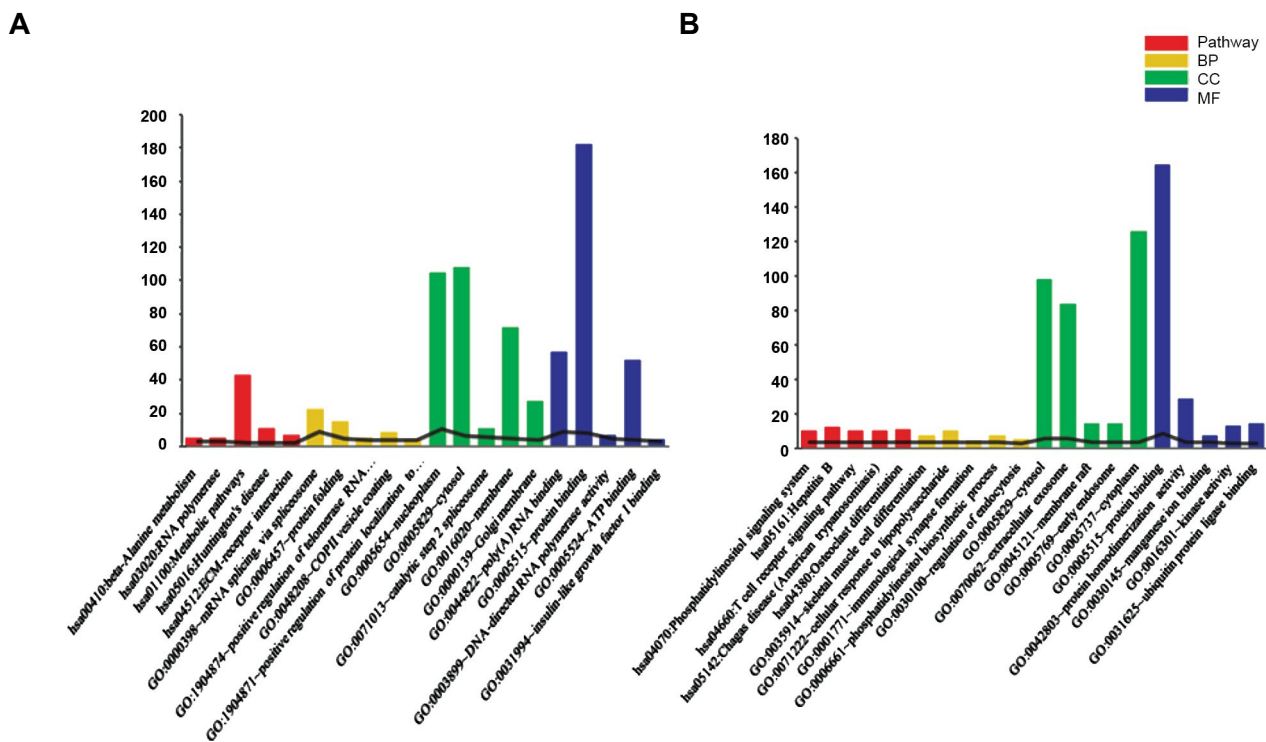 A
B
Pathway
BP
CC
MF
200
180
160
140
120
100
80
60
40
20
0
hsa00410:beta-Alanine metabolism
hsa03020:RNA polymerase
hsa01100:Metabolic pathways
hsa05016:Huntington's disease
hsa04512:ECM-receptor interaction
GO:0000398~mRNA splicing, via spliceosome
GO:0006457~protein folding
GO:1904874~positive regulation of telomerase RNA...
GO:0048208~COPII vesicle coating
GO:1904871~positive regulation of protein localization to...
GO:0005654~nucleoplasm
GO:0005829~cytosol
GO:0071013~catalytic step 2 spliceosome
GO:0016020~membrane
GO:0000139~Golgi membrane
GO:0044822~poly(A) RNA binding
GO:0005515~protein binding
GO:0003899~DNA-directed RNA polymerase activity
GO:0005524~ATP binding
GO:0031994~insulin-like growth factor I binding
180
160
140
120
100
80
60
40
20
0
hsa04070:Phosphatidylinositol signaling system
hsa05161:Hepatitis B
hsa04660:T cell receptor signaling pathway
hsa05142:Chagas disease (American trypanosomiasis)
hsa04380:Osteoclast differentiation
GO:0035914~skeletal muscle cell differentiation
GO:0071222~cellular response to lipopolysaccharide
GO:0001771~immunological synapse formation
GO:0006661~phosphatidylinositol biosynthetic process
GO:0030100~regulation of endocytosis
GO:0005829~cytosol
GO:0070062~extracellular exosome
GO:0045121~membrane raft
GO:0005769~early endosome
GO:0005737~cytoplasm
GO:0005515~protein binding
GO:0042803~protein homodimerization activity
GO:0030145~manganese ion binding
GO:0016301~kinase activity
GO:0031625~ubiquitin protein ligase binding